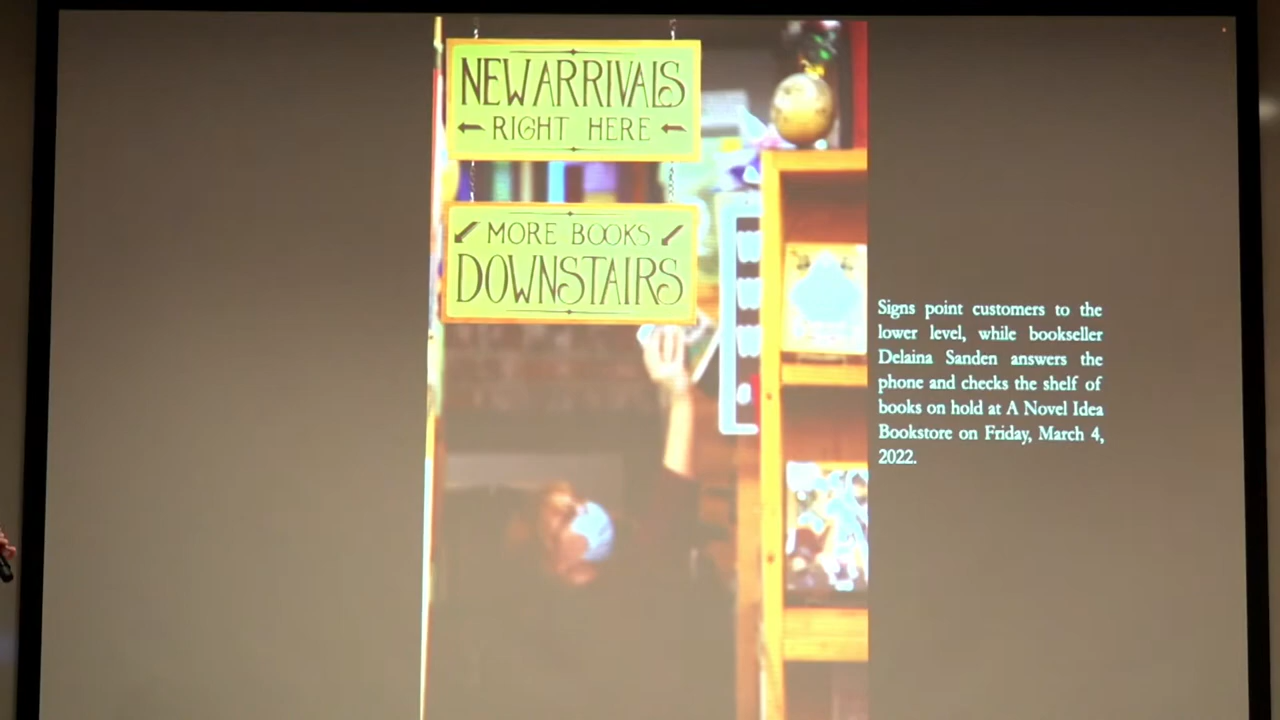 NEW ARRIVALS
RIGHT HERE
MORE BOOKS
DOWNSTAIRS
Signs point customers to the
lower level, while bookseller
Delaina Sanden answers the
phone and checks the shelf of
books on hold at A Novel Idea
Bookstore on Friday, March 4,
2022.